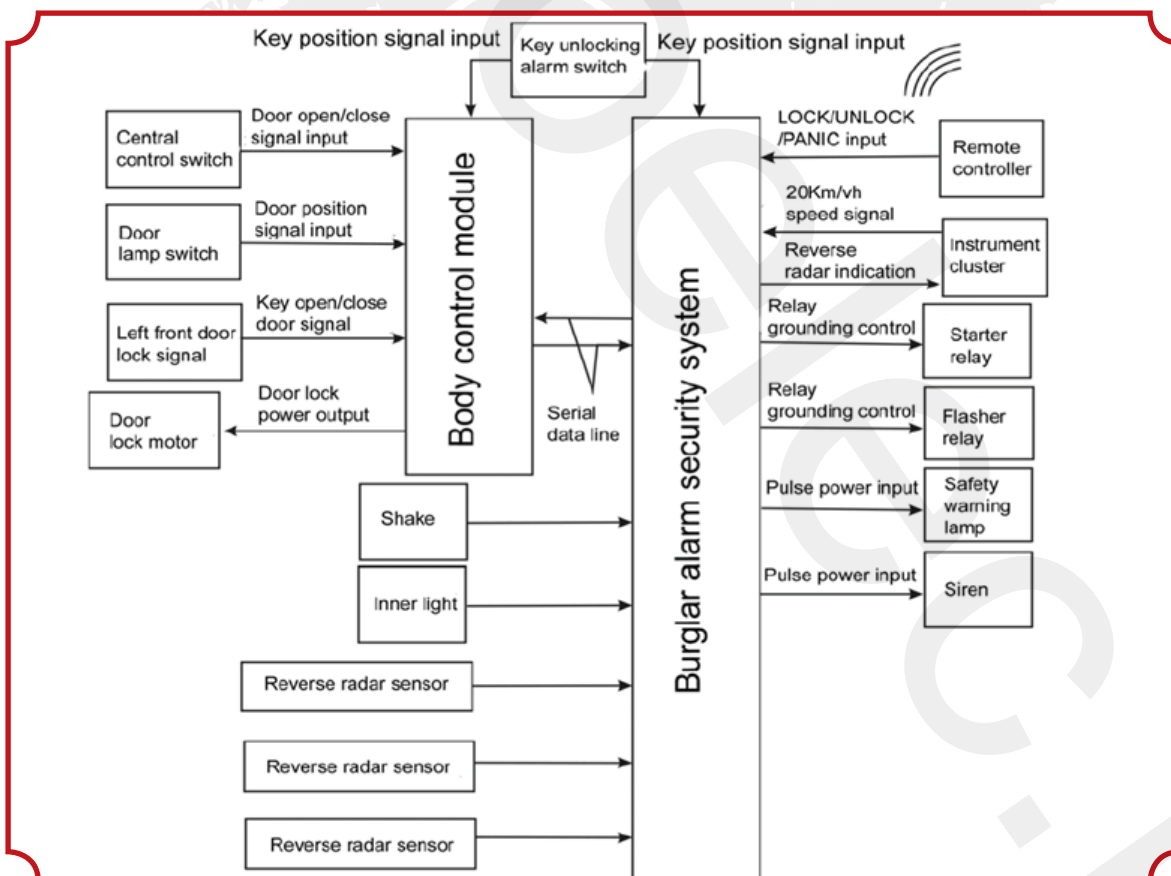 Key position signal input
Key unlocking
alarm switch
Key position signal input
Central
control switch
Door open/close
signal input
Door
lamp switch
Door position
signal input
Left front door
lock signal
Key open/close
door signal
Door
lock motor
Door lock
power output
Body control module
Serial
data line
Burglar alarm security system
LOCK/UNLOCK
/PANIC input
Remote
controller
20Km/vh
speed signal
Reverse
radar indication
Instrument
cluster
Relay
grounding control
Starter
relay
Relay
grounding control
Flasher
relay
Pulse power input
Safety
warning
lamp
Pulse power input
Siren
Shake
Inner light
Reverse radar sensor
Reverse radar sensor
Reverse radar sensor